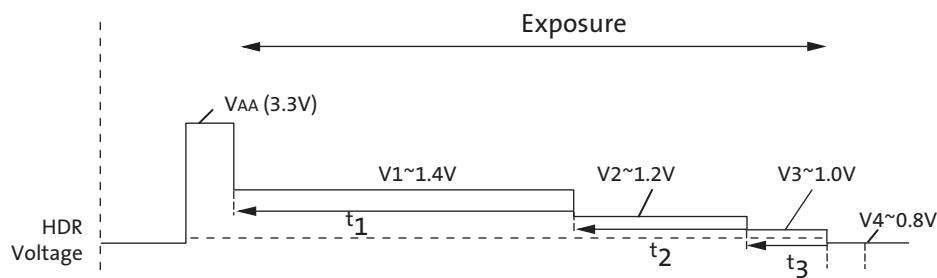 Exposure
VAA (3.3V)
V1~1.4V
V2~1.2V
V3~1.0V
V4~0.8V
HDR
Voltage
t1
t2
t3